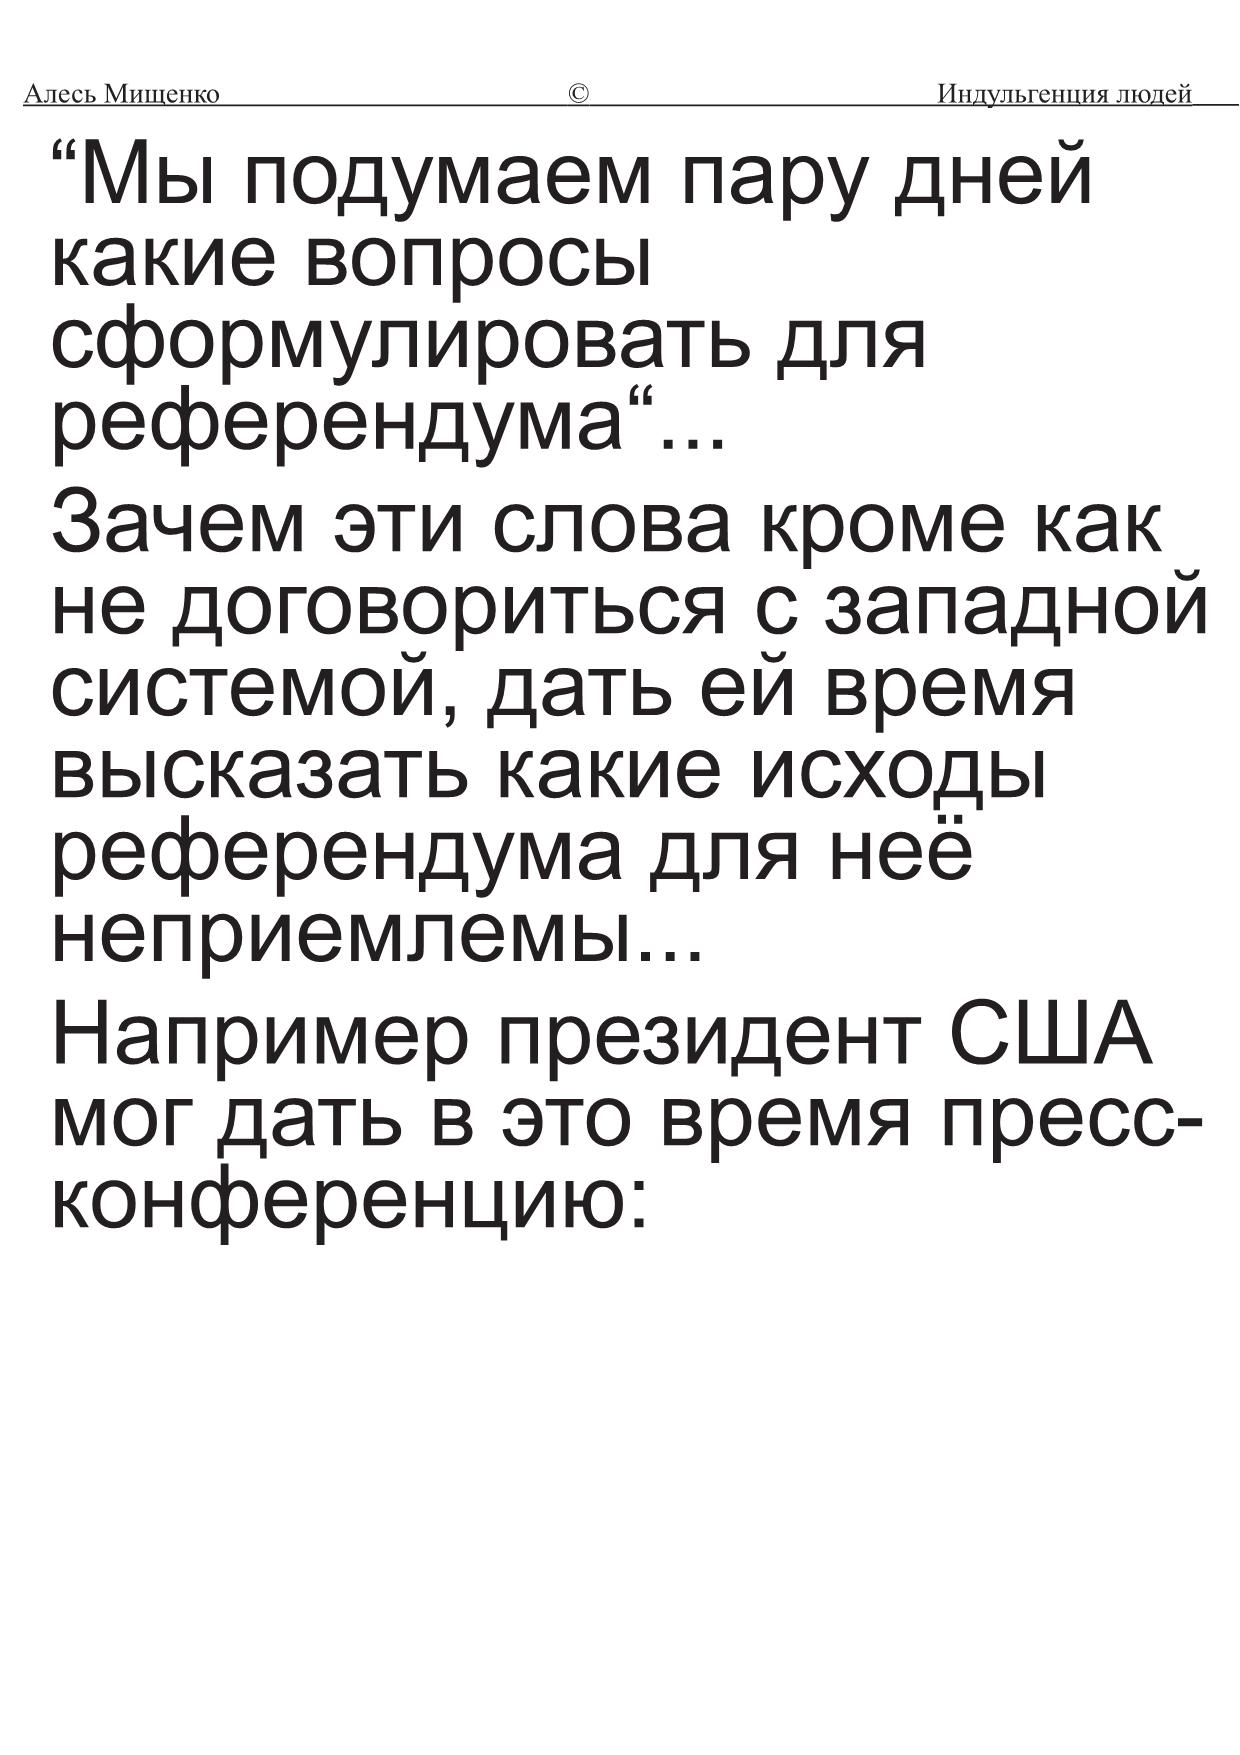 Алесь Мищенко © Индульгенция людей
“Мы подумаем пару дней
какие вопросы
сформулировать для
референдума“...
Зачем эти слова кроме как
не договориться с западной
системой, дать ей время
высказать какие исходы
референдума для неё
неприемлемы...
Например президент США
мог дать в это время пресс-
конференцию: